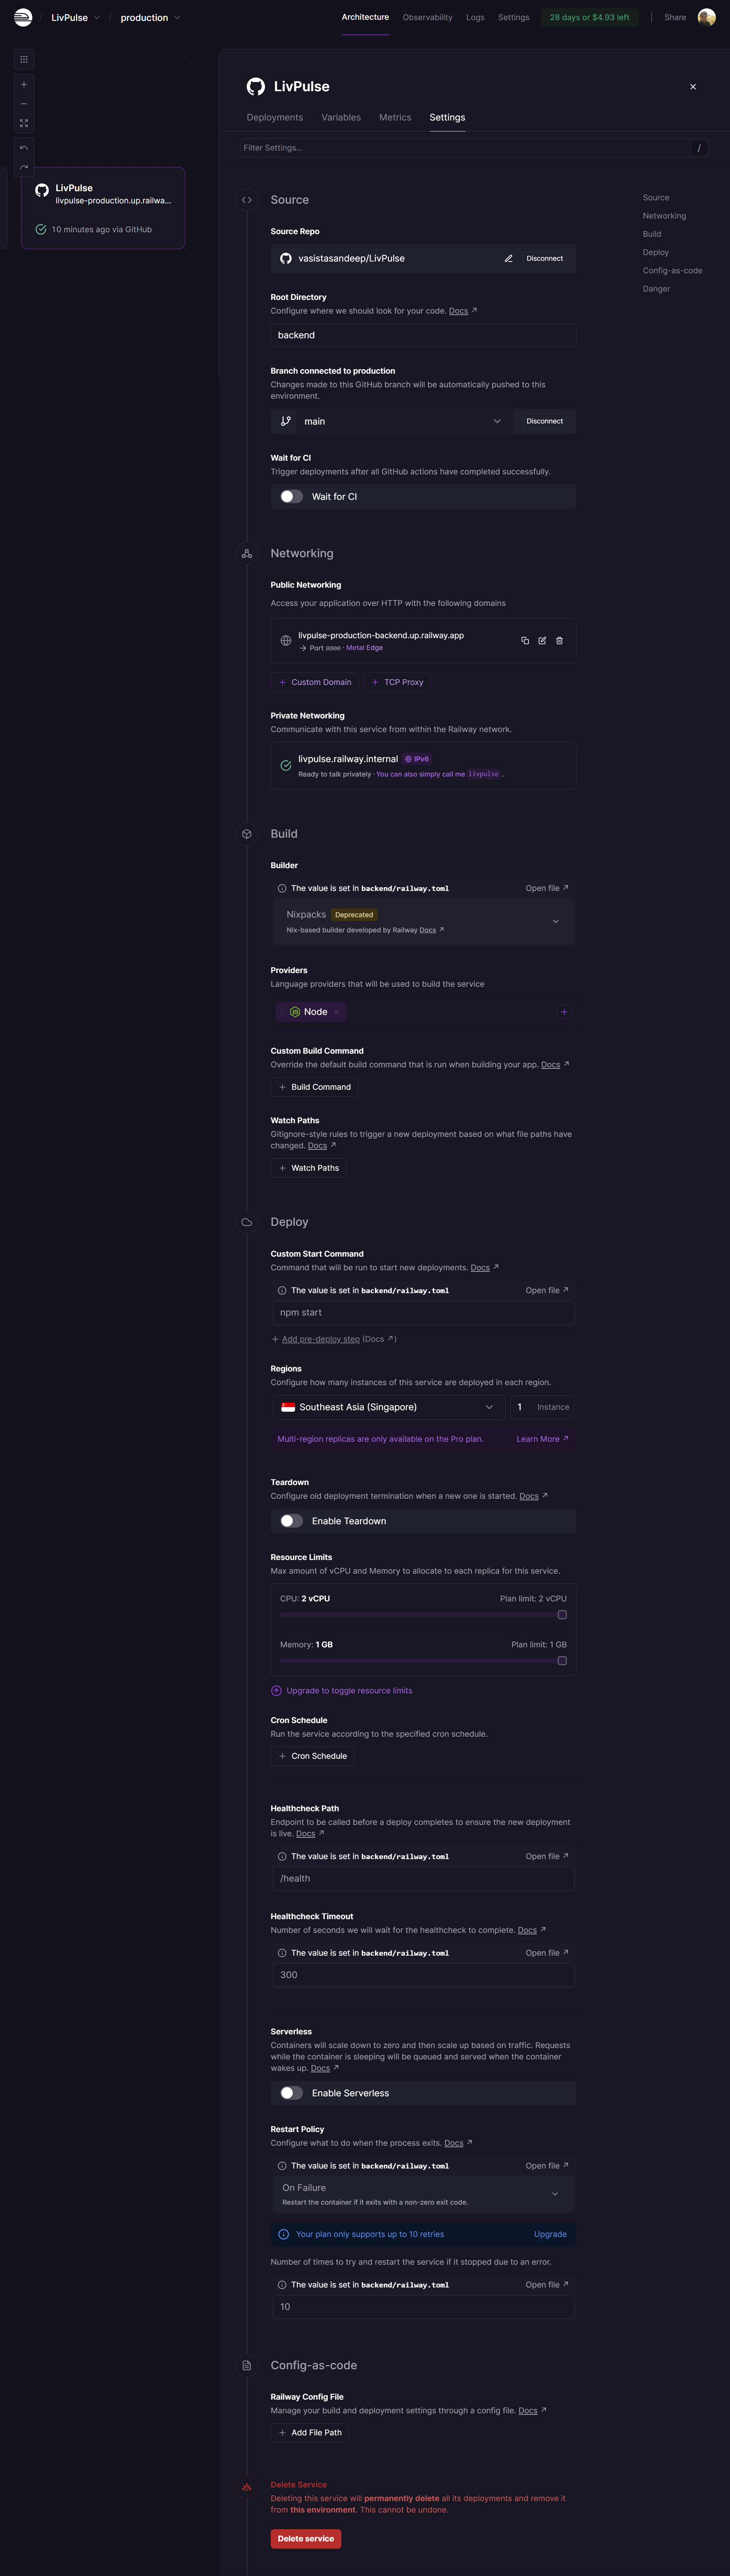 LivPulse / production
Architecture Observability Logs Settings 28 days or $4.93 left Share
LivPulse
Deployments Variables Metrics Settings
Filter Settings... /
LivPulse
livpulse-production.up.railwa...
10 minutes ago via GitHub
Source
Networking
Build
Deploy
Config-as-code
Danger
Source
Source Repo
vasistasandeep/LivPulse Disconnect
Root Directory
Configure where we should look for your code. Docs ↗
backend
Branch connected to production
Changes made to this GitHub branch will be automatically pushed to this
environment.
main Disconnect
Wait for CI
Trigger deployments after all GitHub actions have completed successfully.
Wait for CI
Networking
Public Networking
Access your application over HTTP with the following domains
livpulse-production-backend.up.railway.app
→ Port 8080 · Metal Edge
+ Custom Domain + TCP Proxy
Private Networking
Communicate with this service from within the Railway network.
livpulse.railway.internal IPv6
Ready to talk privately · You can also simply call me livpulse .
Build
Builder
The value is set in backend/railway.toml Open file ↗
Nixpacks Deprecated
Nix-based builder developed by Railway Docs ↗
Providers
Language providers that will be used to build the service
Node × +
Custom Build Command
Override the default build command that is run when building your app. Docs ↗
+ Build Command
Watch Paths
Gitignore-style rules to trigger a new deployment based on what file paths have
changed. Docs ↗
+ Watch Paths
Deploy
Custom Start Command
Command that will be run to start new deployments. Docs ↗
The value is set in backend/railway.toml Open file ↗
npm start
+ Add pre-deploy step (Docs ↗)
Regions
Configure how many instances of this service are deployed in each region.
Southeast Asia (Singapore) 1 Instance
Multi-region replicas are only available on the Pro plan. Learn More ↗
Teardown
Configure old deployment termination when a new one is started. Docs ↗
Enable Teardown
Resource Limits
Max amount of vCPU and Memory to allocate to each replica for this service.
CPU: 2 vCPU Plan limit: 2 vCPU
Memory: 1 GB Plan limit: 1 GB
Upgrade to toggle resource limits
Cron Schedule
Run the service according to the specified cron schedule.
+ Cron Schedule
Healthcheck Path
Endpoint to be called before a deploy completes to ensure the new deployment
is live. Docs ↗
The value is set in backend/railway.toml Open file ↗
/health
Healthcheck Timeout
Number of seconds we will wait for the healthcheck to complete. Docs ↗
The value is set in backend/railway.toml Open file ↗
300
Serverless
Containers will scale down to zero and then scale up based on traffic. Requests
while the container is sleeping will be queued and served when the container
wakes up. Docs ↗
Enable Serverless
Restart Policy
Configure what to do when the process exits. Docs ↗
The value is set in backend/railway.toml Open file ↗
On Failure
Restart the container if it exits with a non-zero exit code.
Your plan only supports up to 10 retries Upgrade
Number of times to try and restart the service if it stopped due to an error.
The value is set in backend/railway.toml Open file ↗
10
Config-as-code
Railway Config File
Manage your build and deployment settings through a config file. Docs ↗
+ Add File Path
Delete Service
Deleting this service will permanently delete all its deployments and remove it
from this environment. This cannot be undone.
Delete service